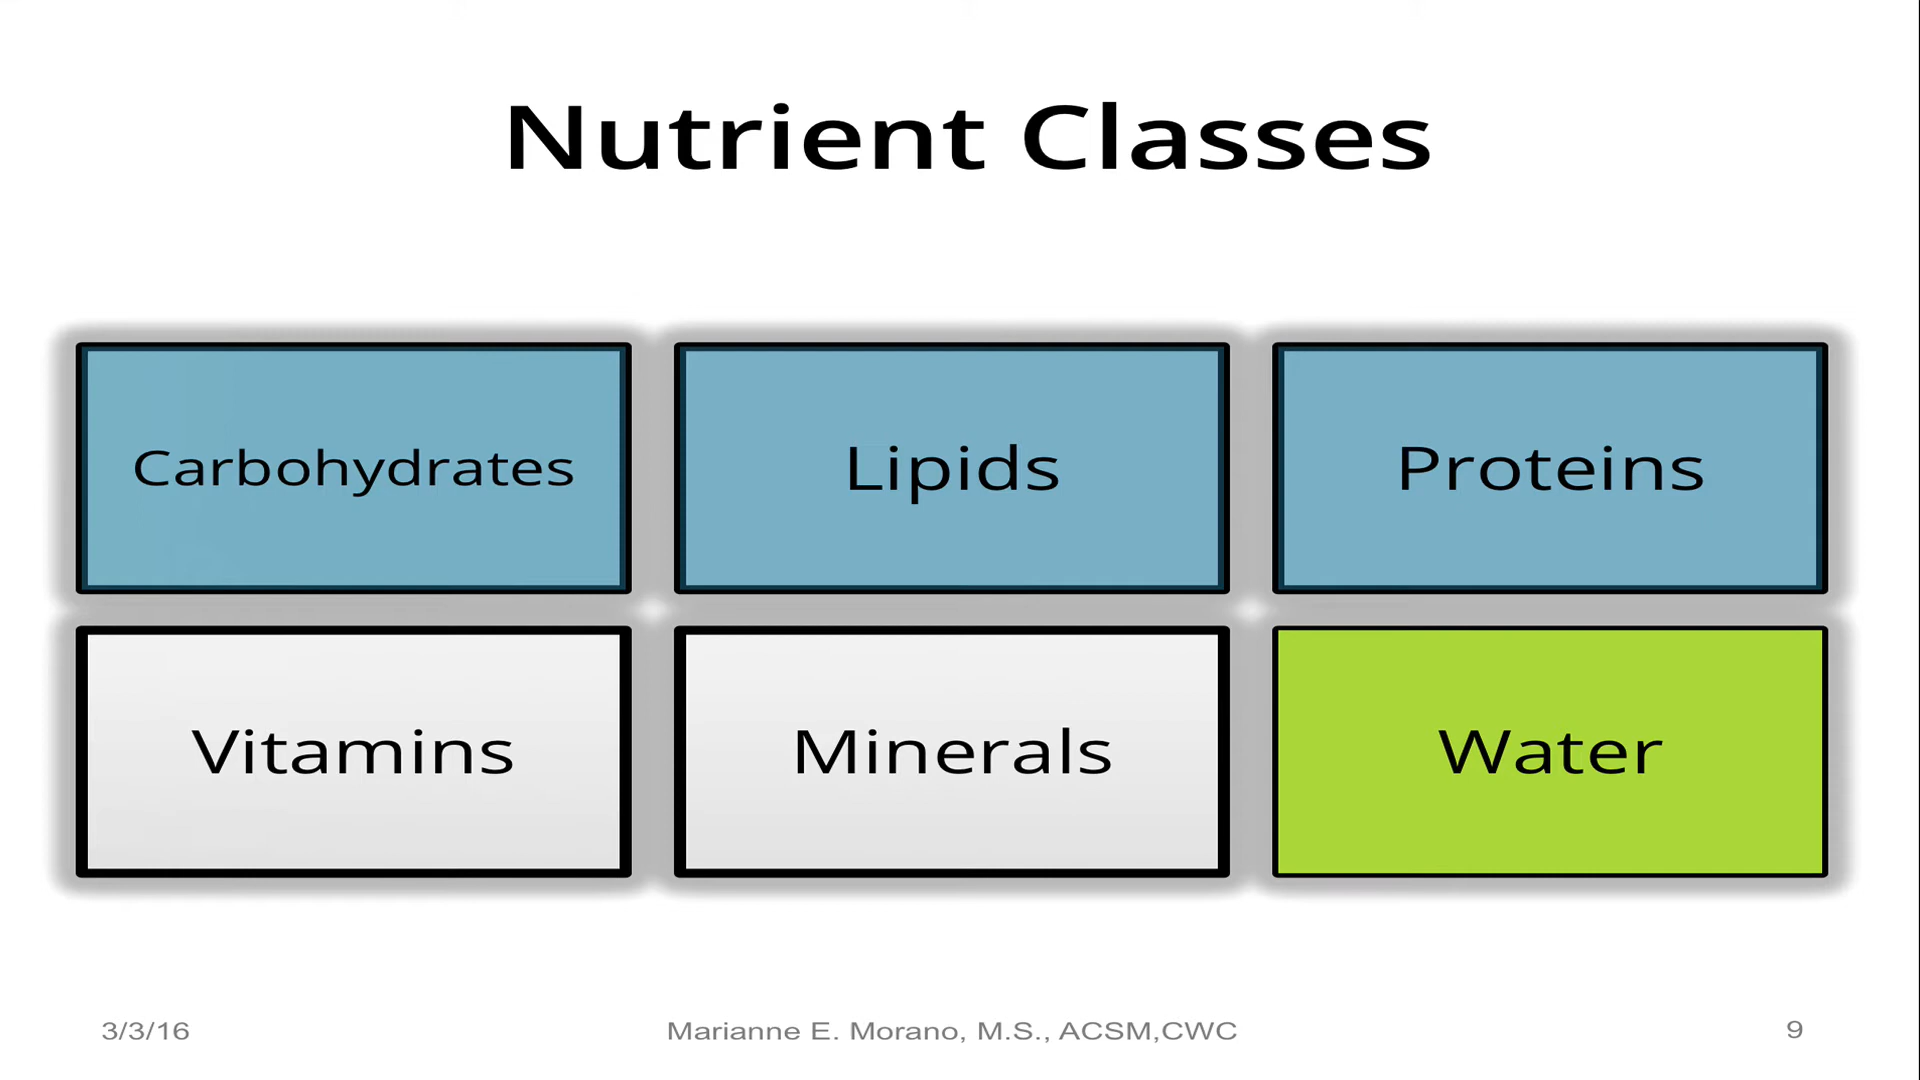 Nutrient Classes
Carbohydrates
Lipids
Proteins
Vitamins
Minerals
Water
3/3/16
Marianne E. Morano, M.S., ACSM,CWC
9